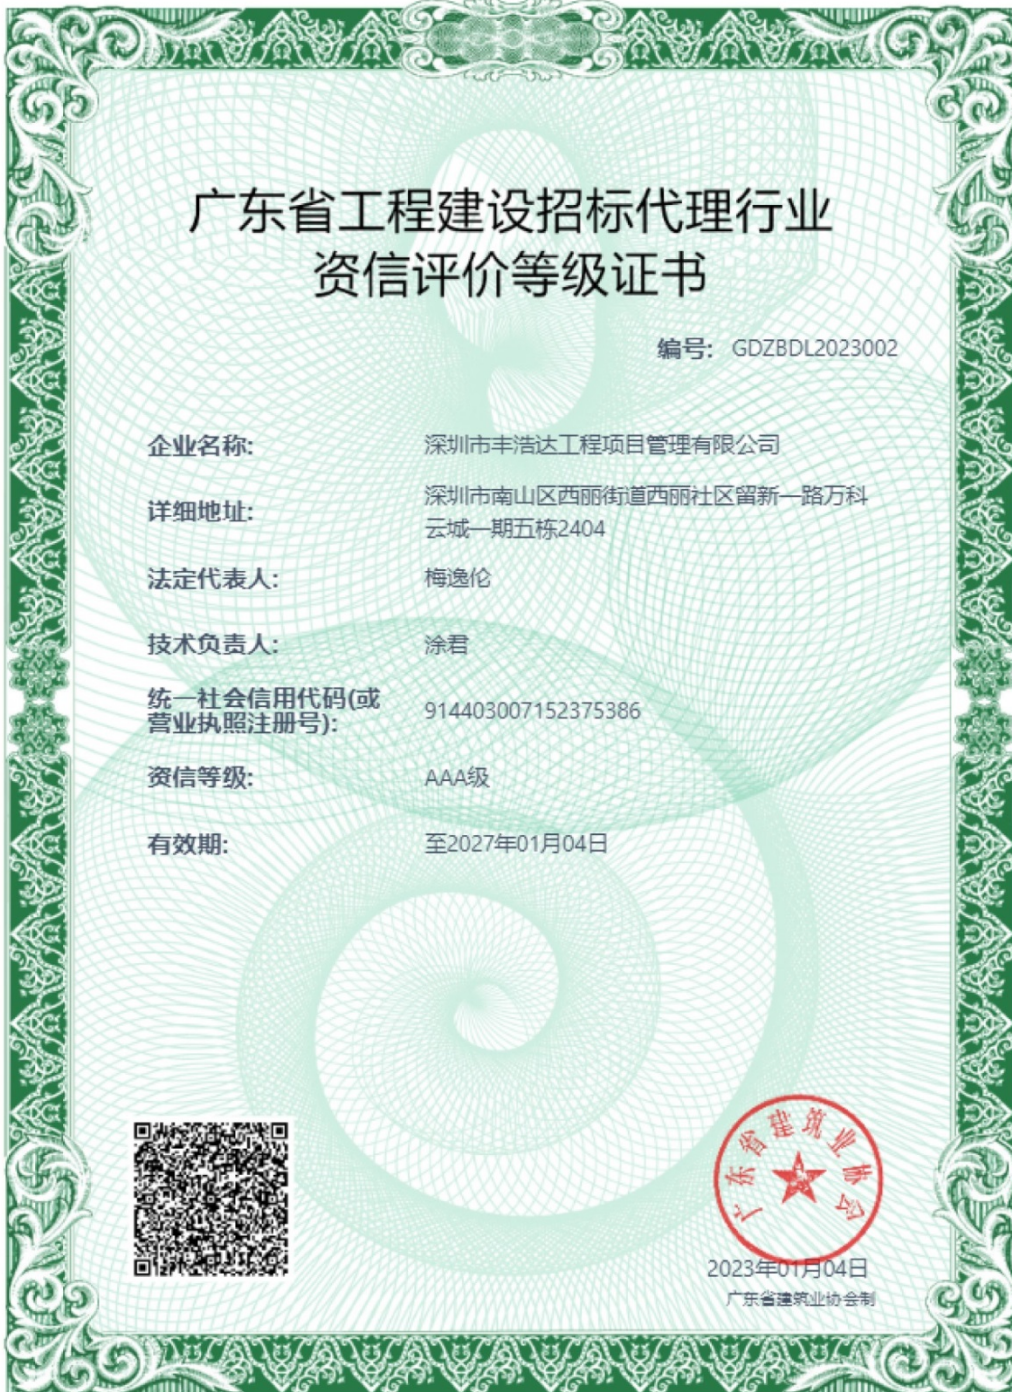 广东省工程建设招标代理行业
资信评价等级证书
编号: GDZBDL2023002
企业名称: 深圳市丰浩达工程项目管理有限公司
详细地址: 深圳市南山区西丽街道西丽社区留新一路万科
云城一期五栋2404
法定代表人: 梅逸伦
技术负责人: 涂君
统一社会信用代码(或
营业执照注册号): 914403007152375386
资信等级: AAA级
有效期: 至2027年01月04日
广东省建筑业协会
2023年01月04日
广东省建筑业协会制